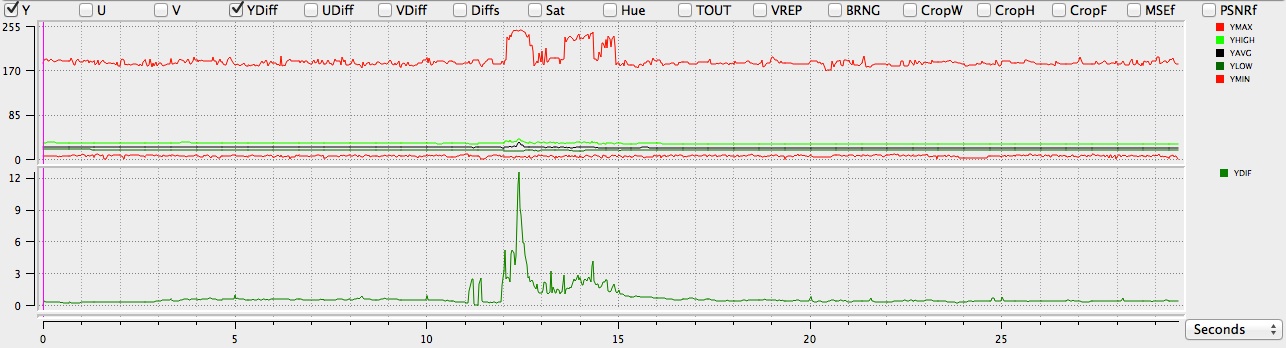 Y U V YDiff UDiff VDiff Diffs Sat Hue TOUT VREP BRNG CropW CropH CropF MSEf PSNRf
255
170
85
0
YMAX
YHIGH
YAVG
YLOW
YMIN
12
9
6
3
0
YDIF
0 5 10 15 20 25
Seconds